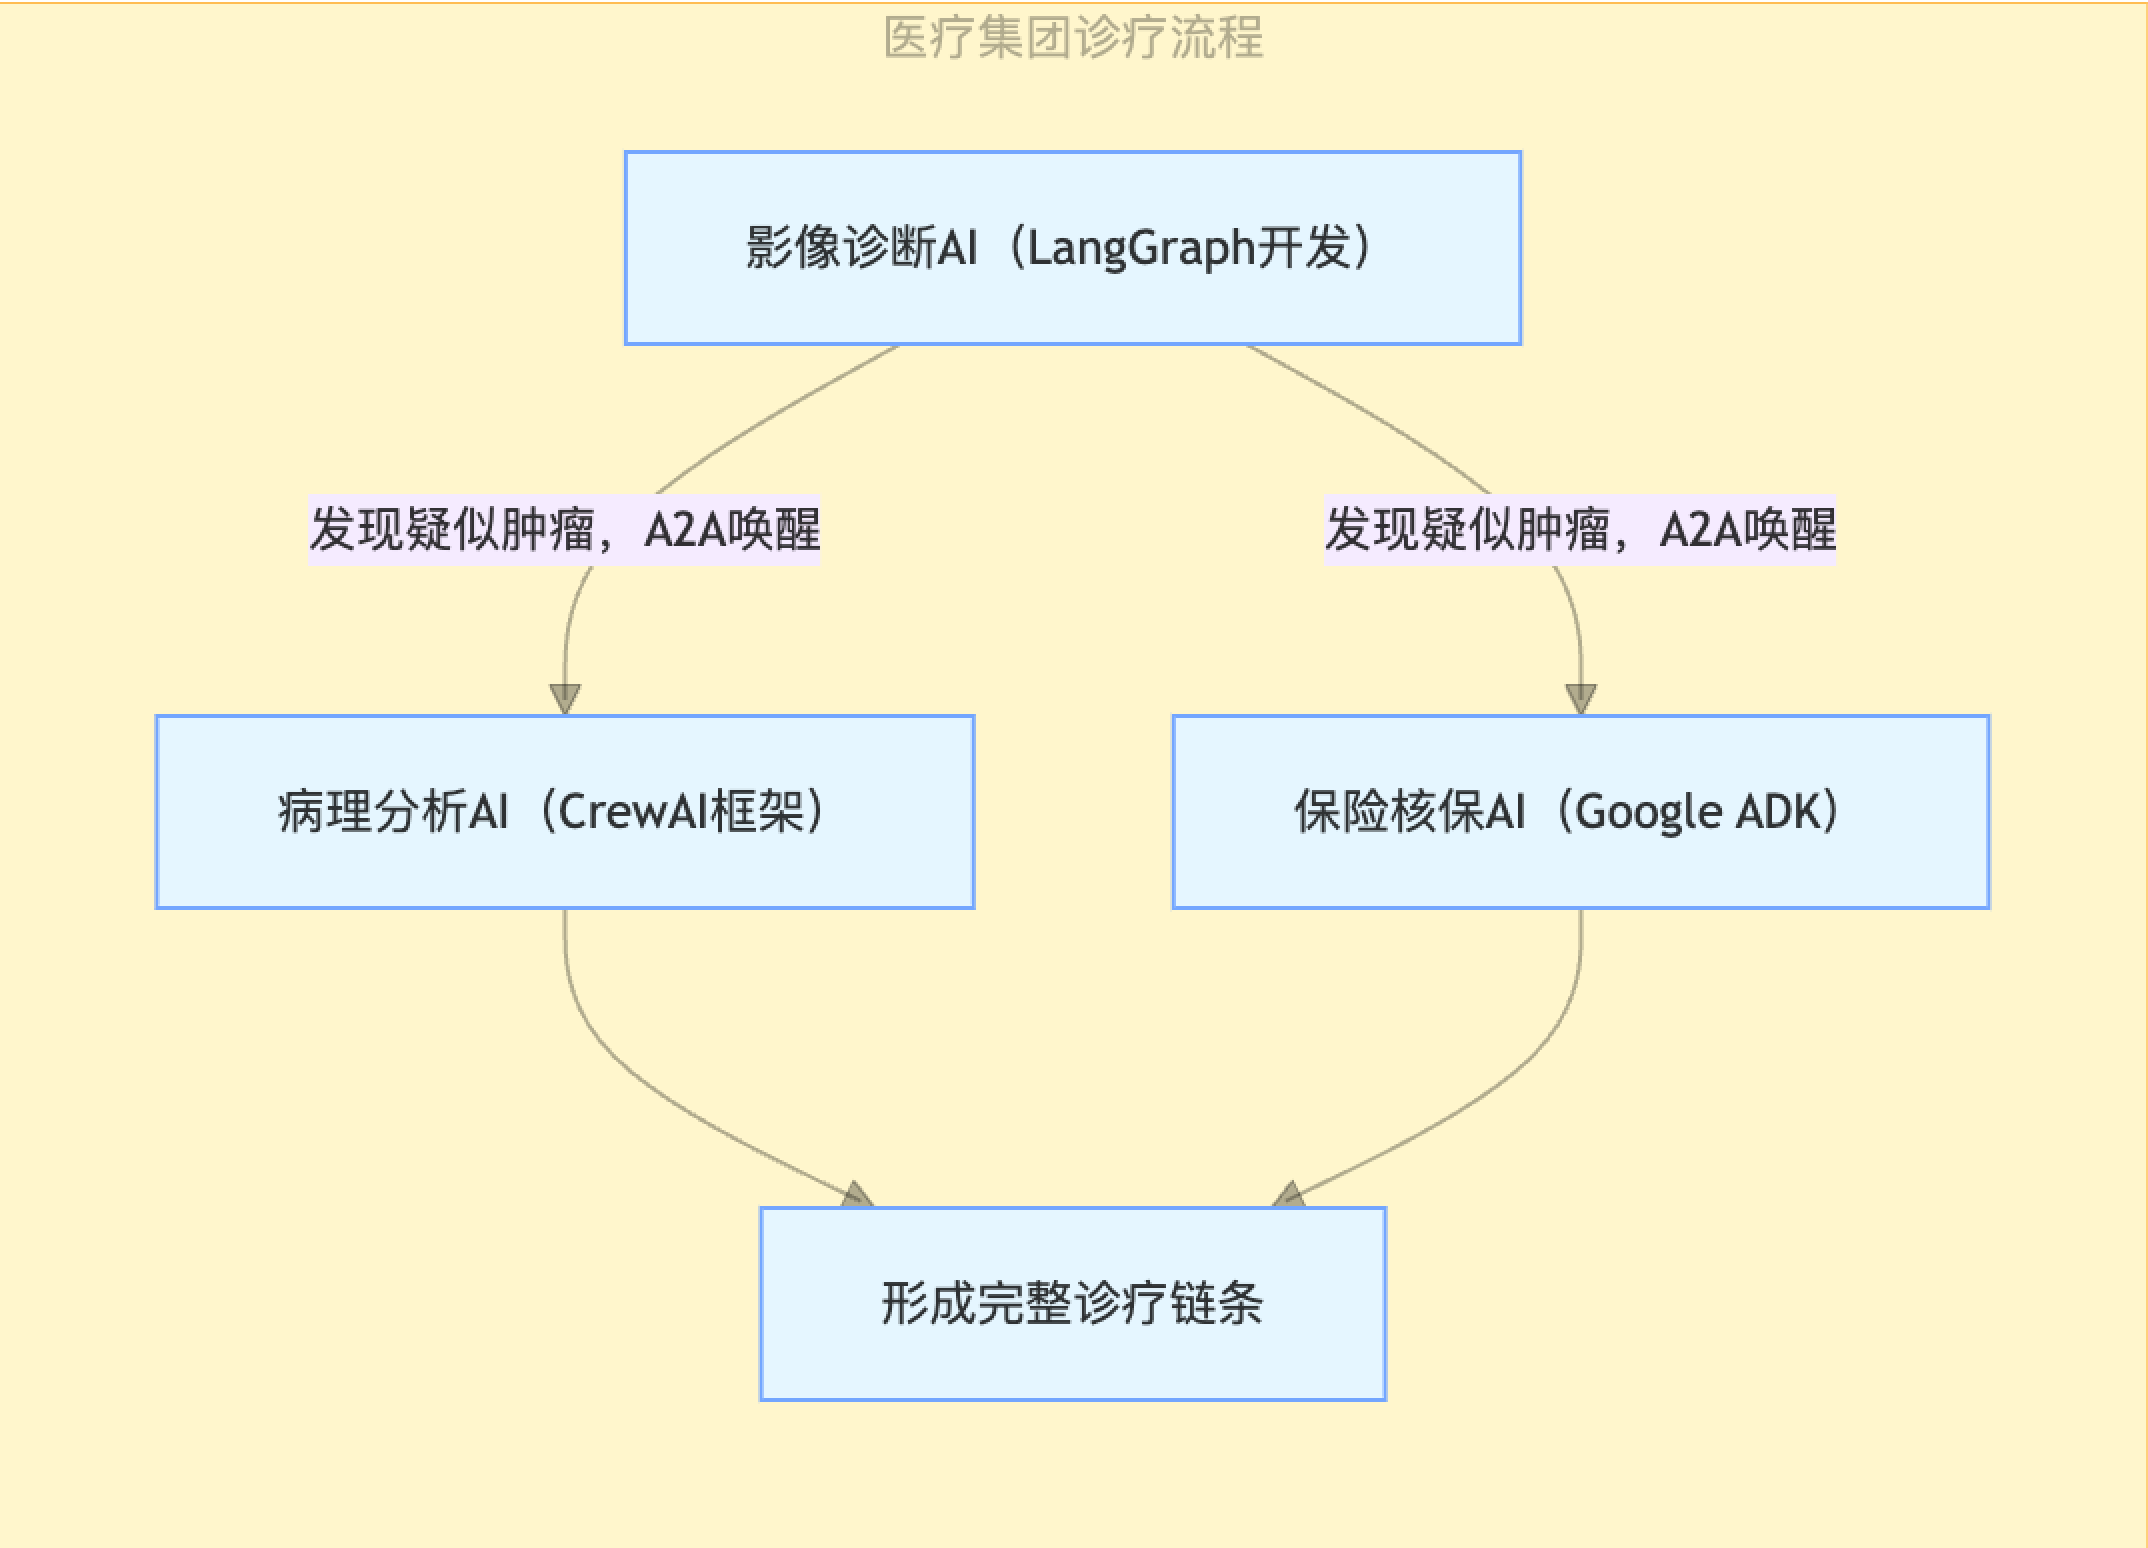 医疗集团诊疗流程
影像诊断AI（LangGraph开发）
发现疑似肿瘤，A2A唤醒
发现疑似肿瘤，A2A唤醒
病理分析AI（CrewAI框架）
保险核保AI（Google ADK）
形成完整诊疗链条